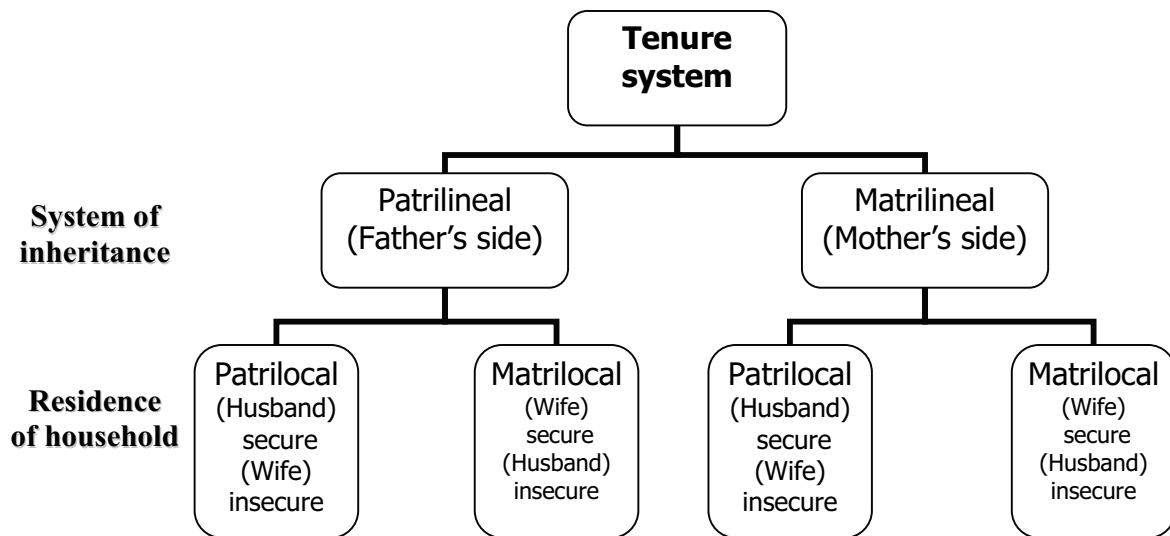 Tenure
system
System of
inheritance
Patrilineal
(Father's side)
Matrilineal
(Mother's side)
Residence
of household
Patrilocal
(Husband)
secure
(Wife)
insecure
Matrilocal
(Wife)
secure
(Husband)
insecure
Patrilocal
(Husband)
secure
(Wife)
insecure
Matrilocal
(Wife)
secure
(Husband)
insecure